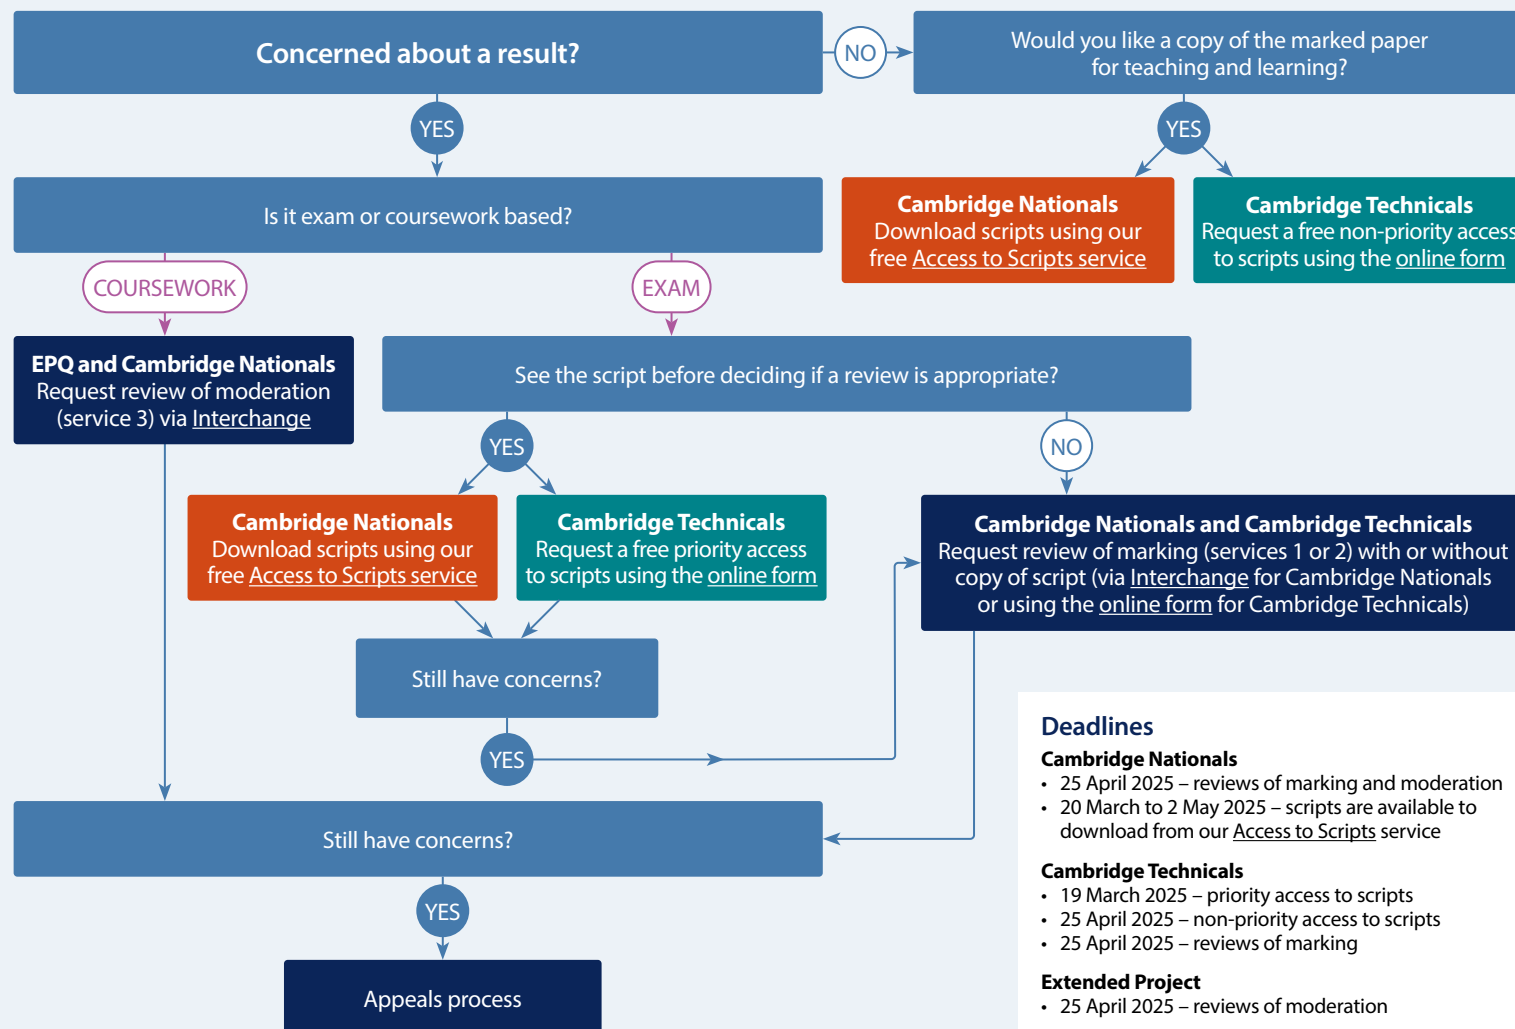 Concerned about a result?
NO
Would you like a copy of the marked paper
for teaching and learning?
YES
YES
Is it exam or coursework based?
Cambridge Nationals
Download scripts using our
free Access to Scripts service
Cambridge Technicals
Request a free non-priority access
to scripts using the online form
COURSEWORK
EXAM
EPQ and Cambridge Nationals
Request review of moderation
(service 3) via Interchange
See the script before deciding if a review is appropriate?
YES
NO
Cambridge Nationals
Download scripts using our
free Access to Scripts service
Cambridge Technicals
Request a free priority access
to scripts using the online form
Cambridge Nationals and Cambridge Technicals
Request review of marking (services 1 or 2) with or without
copy of script (via Interchange for Cambridge Nationals
or using the online form for Cambridge Technicals)
Still have concerns?
YES
Still have concerns?
YES
Appeals process
Deadlines
Cambridge Nationals
• 25 April 2025 – reviews of marking and moderation
• 20 March to 2 May 2025 – scripts are available to
download from our Access to Scripts service
Cambridge Technicals
• 19 March 2025 – priority access to scripts
• 25 April 2025 – non-priority access to scripts
• 25 April 2025 – reviews of marking
Extended Project
• 25 April 2025 – reviews of moderation